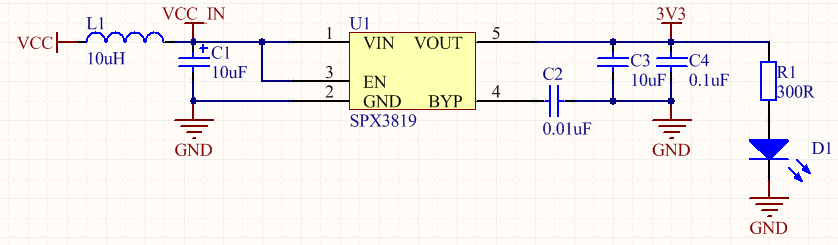 VCC
L1
10uH
VCC_IN
C1
10uF
GND
U1
1
3
2
VIN
EN
GND
VOUT
BYP
5
4
SPX3819
C2
0.01uF
3V3
C3
10uF
C4
0.1uF
GND
R1
300R
D1
GND